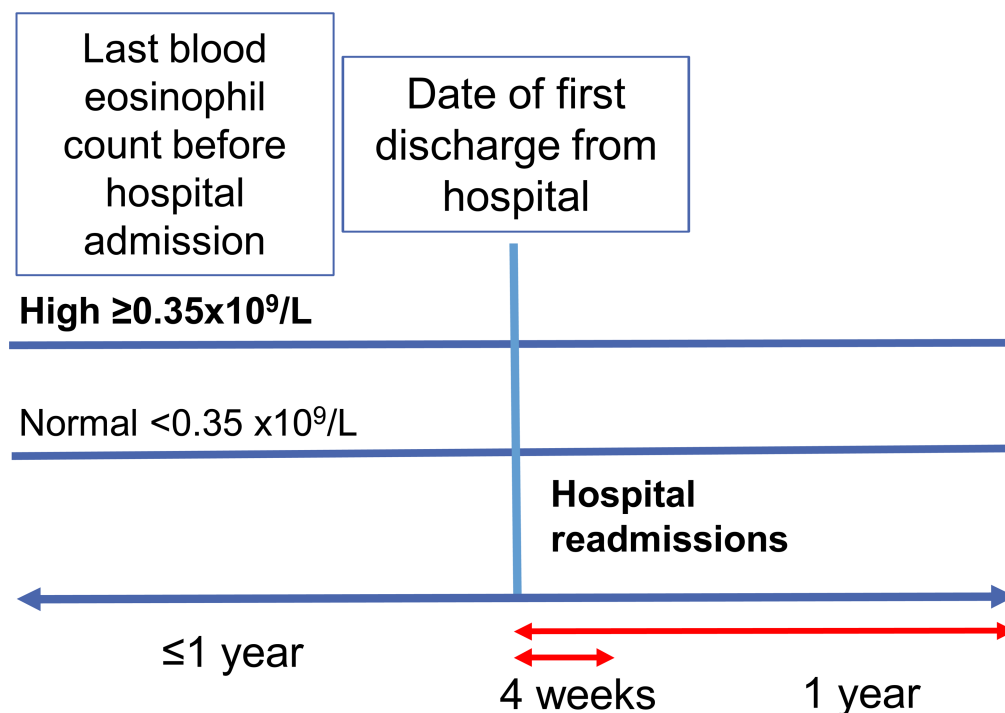 Last blood
eosinophil
count before
hospital
admission
Date of first
discharge from
hospital
High ≥0.35x10⁹/L
Normal <0.35 x10⁹/L
Hospital
readmissions
≤1 year
4 weeks
1 year